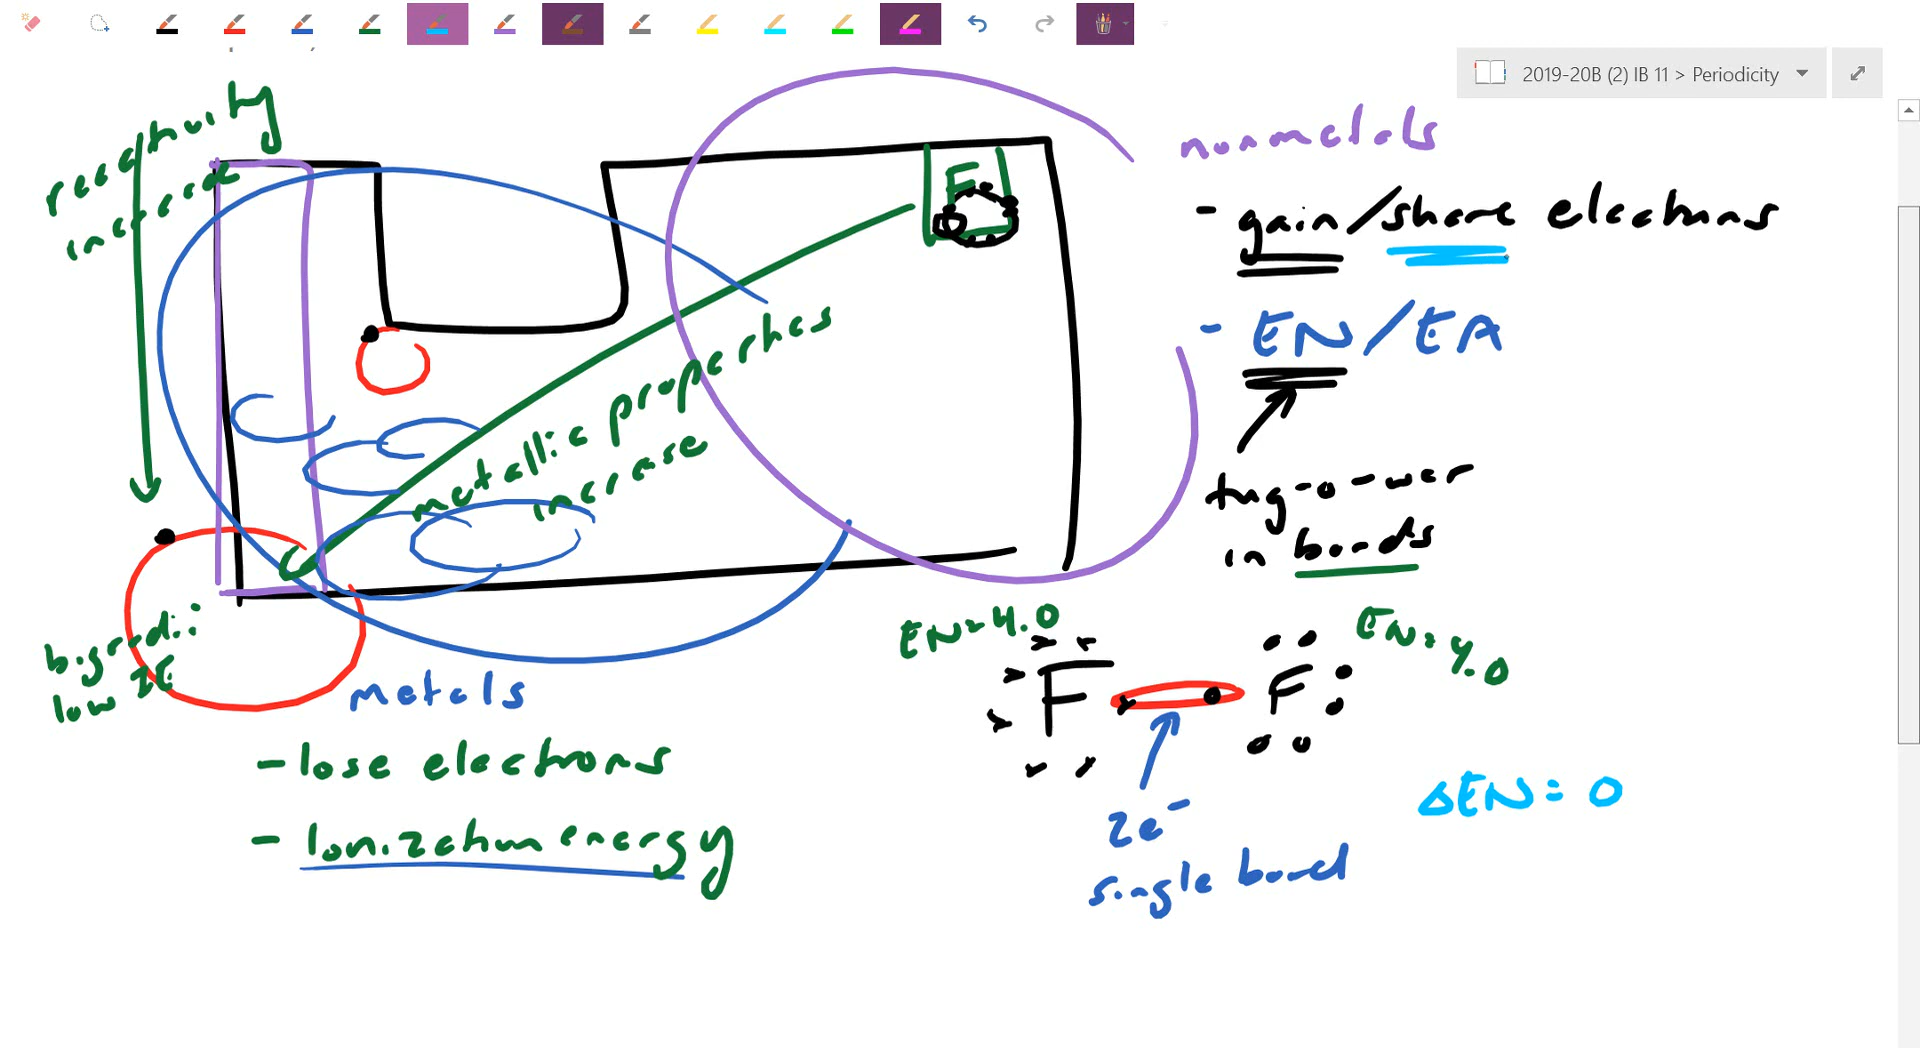 2019-20B (2) IB 11 > Periodicity
reactivity
increase
F
metallic properties
increase
nonmetals
- gain/share electrons
- EN/EA
tug-o-war
in bonds
big radii
low IE
metals
- lose electrons
- Ionization energy
EN=4.0
EN=4.0
F F
2e-
single bond
ΔEN = 0